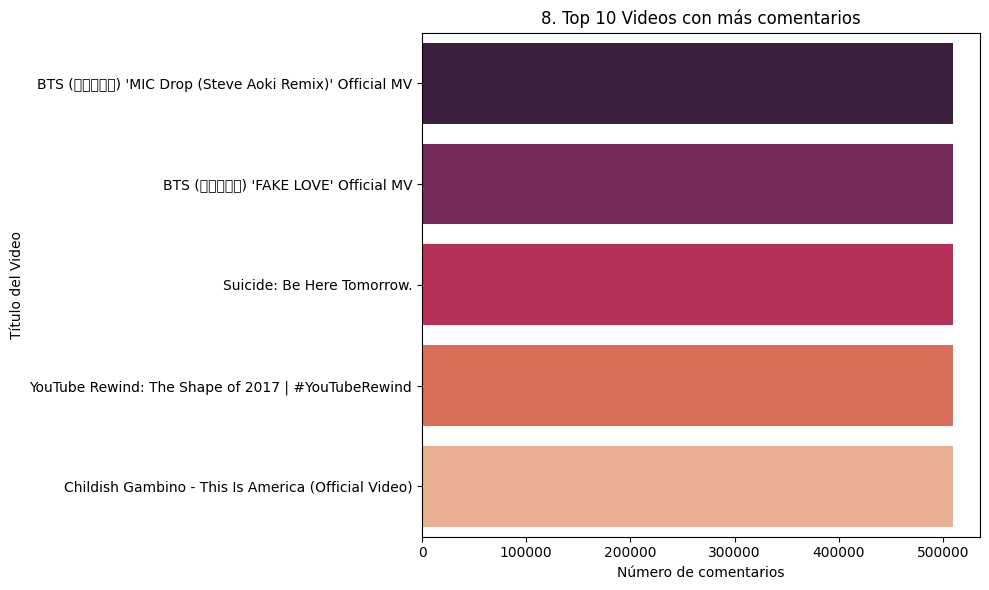 8. Top 10 Videos con más comentarios
Título del Video
BTS (▯▯▯▯▯) 'MIC Drop (Steve Aoki Remix)' Official MV
BTS (▯▯▯▯▯) 'FAKE LOVE' Official MV
Suicide: Be Here Tomorrow.
YouTube Rewind: The Shape of 2017 | #YouTubeRewind
Childish Gambino - This Is America (Official Video)
0 100000 200000 300000 400000 500000
Número de comentarios